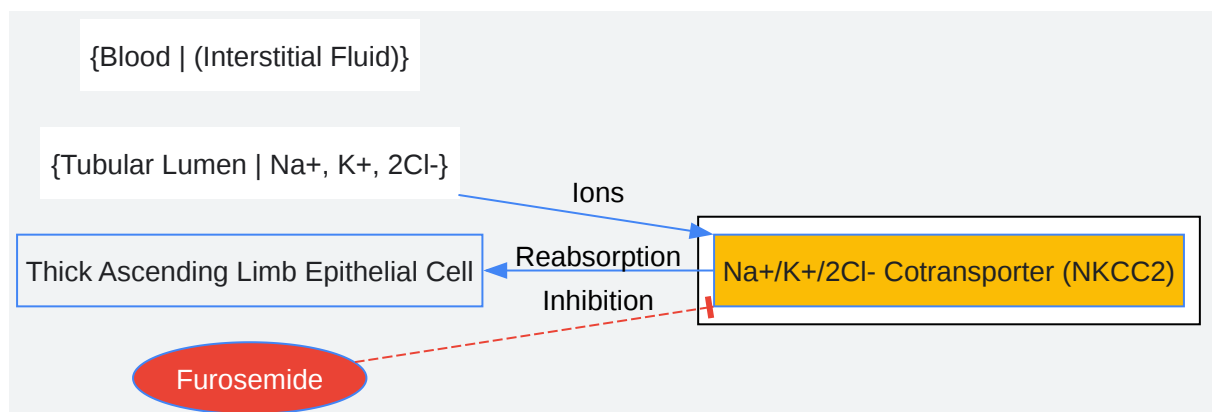 {Blood | (Interstitial Fluid)}
{Tubular Lumen | Na+, K+, 2Cl-}
Ions
Thick Ascending Limb Epithelial Cell
Reabsorption
Na+/K+/2Cl- Cotransporter (NKCC2)
Inhibition
Furosemide